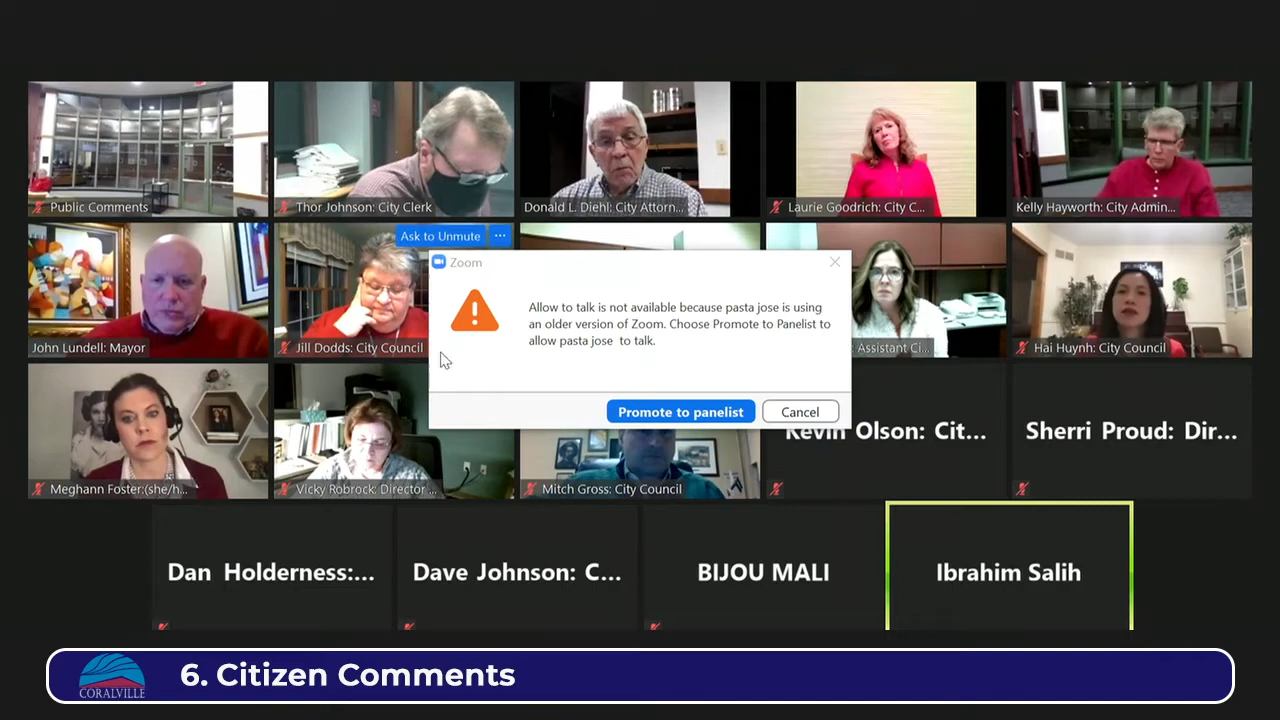 Public Comments
Thor Johnson: City Clerk
Donald L. Diehl: City Attorn...
Laurie Goodrich: City C...
Kelly Hayworth: City Admin...
John Lundell: Mayor
Ask to Unmute ...
Jill Dodds: City Council
Zoom
Allow to talk is not available because pasta jose is using
an older version of Zoom. Choose Promote to Panelist to
allow pasta jose to talk.
Promote to panelist
Cancel
: Assistant Ci...
Hai Huynh: City Council
Meghann Foster:(she/h...
Vicky Robrock: Director ...
Mitch Gross: City Council
Kevin Olson: Cit...
Sherri Proud: Dir...
Dan Holderness:...
Dave Johnson: C...
BIJOU MALI
Ibrahim Salih
CORALVILLE
6. Citizen Comments